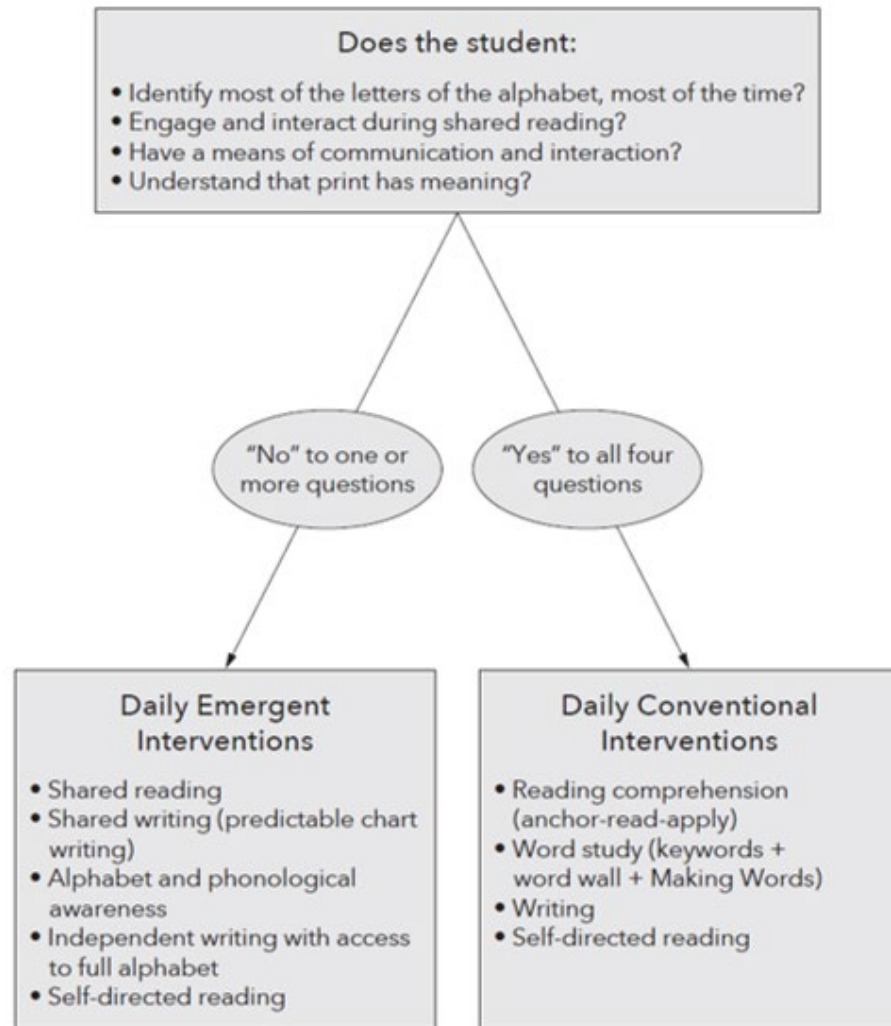 Does the student:
• Identify most of the letters of the alphabet, most of the time?
• Engage and interact during shared reading?
• Have a means of communication and interaction?
• Understand that print has meaning?
“No” to one or
more questions
“Yes” to all four
questions
Daily Emergent
Interventions
• Shared reading
• Shared writing (predictable chart
writing)
• Alphabet and phonological
awareness
• Independent writing with access
to full alphabet
• Self-directed reading
Daily Conventional
Interventions
• Reading comprehension
(anchor-read-apply)
• Word study (keywords +
word wall + Making Words)
• Writing
• Self-directed reading